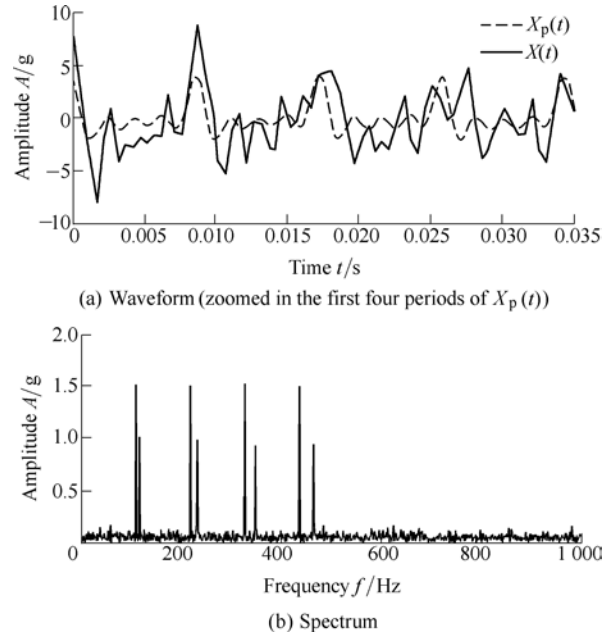 10
5
0
−5
−10
Amplitude A/g
X_p(t)
X(t)
0
0.005
0.010
0.015
0.020
0.025
0.030
0.035
Time t/s
(a) Waveform (zoomed in the first four periods of X_p (t))
2.0
1.5
1.0
0.5
Amplitude A/g
0
200
400
600
800
1 000
Frequency f/Hz
(b) Spectrum